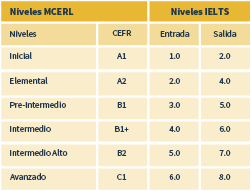 Niveles MCERL Niveles IELTS
Niveles CEFR Entrada Salida
Inicial A1 1.0 2.0
Elemental A2 2.0 4.0
Pre-Intermedio B1 3.0 5.0
Intermedio B1+ 4.0 6.0
Intermedio Alto B2 5.0 7.0
Avanzado C1 6.0 8.0